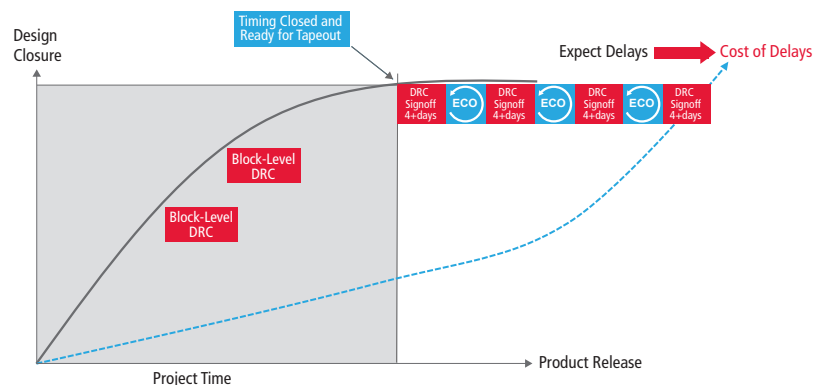 Timing Closed and
Ready for Tapeout
Design
Closure
Expect Delays
Cost of Delays
DRC
Signoff
4+days
ECO
DRC
Signoff
4+days
ECO
DRC
Signoff
4+days
ECO
DRC
Signoff
4+days
Block-Level
DRC
Block-Level
DRC
Product Release
Project Time